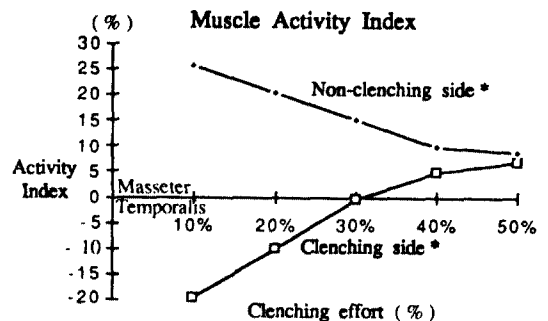 (%) Muscle Activity Index
30
25
20
15
10
5
0
- 5
- 10
-15
-20
Activity
Index
Non-clenching side *
Masseter
Temporalis
10% 20% 30% 40% 50%
Clenching side *
Clenching effort (%)